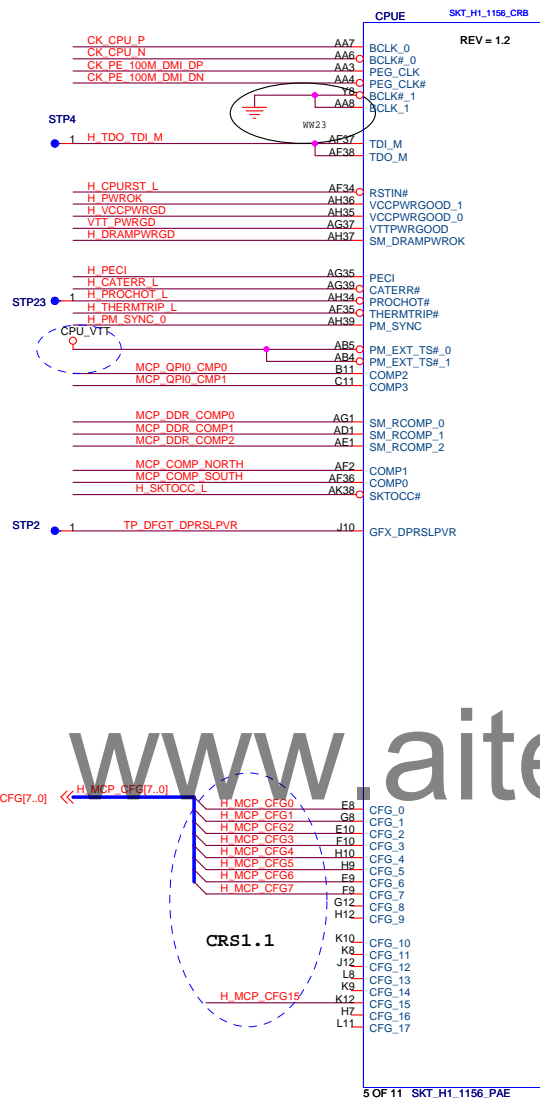 CPUE SKT_H1_1156_CRB
REV = 1.2
CK_CPU_P AA7 BCLK_0
CK_CPU_N AA6 BCLK#_0
CK_PE_100M_DMI_DP AA3 PEG_CLK
CK_PE_100M_DMI_DN AA4 PEG_CLK#
Y8 BCLK#_1
AA8 BCLK_1
WW23
STP4
1 H_TDO_TDI_M AF37 TDI_M
AF38 TDO_M
H_CPURST_L AF34 RSTIN#
H_PWROK AH36 VCCPWRGOOD_1
H_VCCPWRGD AH35 VCCPWRGOOD_0
VTT_PWRGD AG37 VTTPWRGOOD
H_DRAMPWRGD AH37 SM_DRAMPWROK
H_PECI AG35 PECI
H_CATERR_L AG39 CATERR#
STP23 1 H_PROCHOT_L AH34 PROCHOT#
H_THERMTRIP_L AF35 THERMTRIP#
H_PM_SYNC_0 AH39 PM_SYNC
CPU_VTT
AB5 PM_EXT_TS#_0
AB4 PM_EXT_TS#_1
MCP_QPI0_CMP0 B11 COMP2
MCP_QPI0_CMP1 C11 COMP3
MCP_DDR_COMP0 AG1 SM_RCOMP_0
MCP_DDR_COMP1 AD1 SM_RCOMP_1
MCP_DDR_COMP2 AE1 SM_RCOMP_2
MCP_COMP_NORTH AF2 COMP1
MCP_COMP_SOUTH AF36 COMP0
H_SKTOCC_L AK38 SKTOCC#
STP2 1 TP_DFGT_DPRSLPVR J10 GFX_DPRSLPVR
www.aite
CFG[7..0] H_MCP_CFG[7..0]
H_MCP_CFG0 E8 CFG_0
H_MCP_CFG1 G8 CFG_1
H_MCP_CFG2 E10 CFG_2
H_MCP_CFG3 F10 CFG_3
H_MCP_CFG4 H10 CFG_4
H_MCP_CFG5 H9 CFG_5
H_MCP_CFG6 E9 CFG_6
H_MCP_CFG7 F9 CFG_7
G12 CFG_8
H12 CFG_9
CRS1.1
K10 CFG_10
K8 CFG_11
J12 CFG_12
L8 CFG_13
K9 CFG_14
H_MCP_CFG15 K12 CFG_15
H7 CFG_16
L11 CFG_17
5 OF 11 SKT_H1_1156_PAE